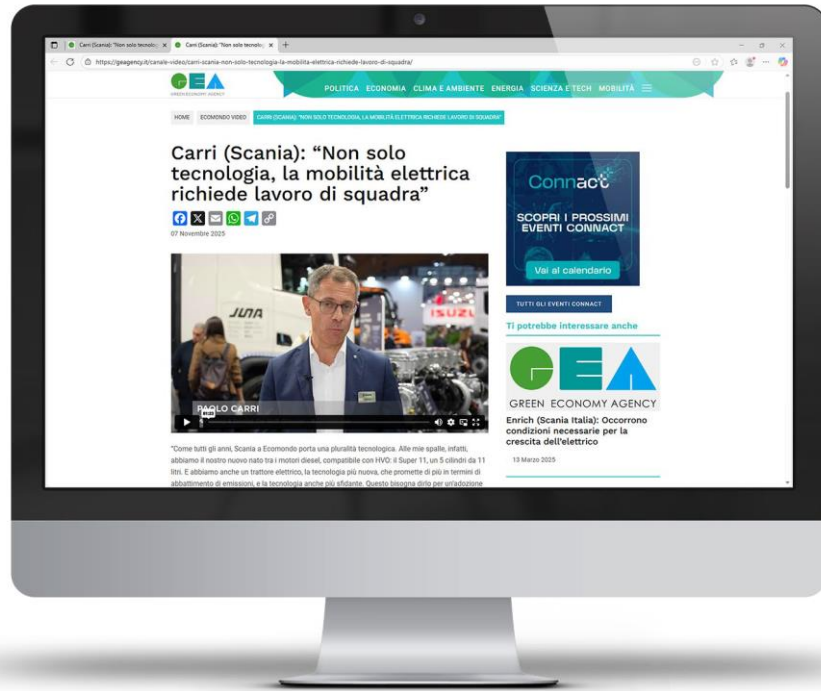 Carri (Scania): "Non solo tecnolog
Carri (Scania): "Non solo tecnolog
https://geagency.it/canale-video/carri-scania-non-solo-tecnologia-la-mobilita-elettrica-richiede-lavoro-di-squadra/
GEA
GREEN ECONOMY AGENCY
POLITICA ECONOMIA CLIMA E AMBIENTE ENERGIA SCIENZA E TECH MOBILITÀ
HOME
ECOMONDO VIDEO
CARRI (SCANIA): "NON SOLO TECNOLOGIA, LA MOBILITÀ ELETTRICA RICHIEDE LAVORO DI SQUADRA"
Carri (Scania): “Non solo
tecnologia, la mobilità elettrica
richiede lavoro di squadra”
07 Novembre 2025
JUNA
ISUZU
PAOLO CARRI
"Come tutti gli anni, Scania a Ecomondo porta una pluralità tecnologica. Alle mie spalle, infatti,
abbiamo il nostro nuovo nato tra i motori diesel, compatibile con HVO: il Super 11, un 5 cilindri da 11
litri. E abbiamo anche un trattore elettrico, la tecnologia più nuova, che promette di più in termini di
abbattimento di emissioni, e la tecnologia anche più sfidante. Questo bisogna dirlo per un'adozione
Connact
SCOPRI I PROSSIMI
EVENTI CONNACT
Vai al calendario
TUTTI GLI EVENTI CONNACT
Ti potrebbe interessare anche
GEA
GREEN ECONOMY AGENCY
Enrich (Scania Italia): Occorrono
condizioni necessarie per la
crescita dell'elettrico
13 Marzo 2025